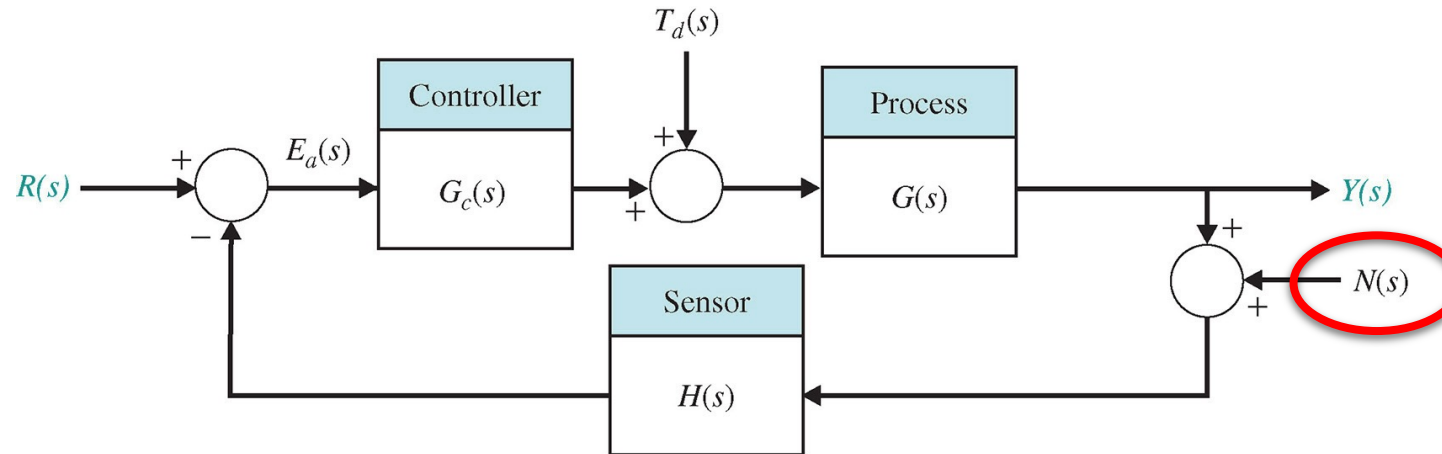 T_d(s)
Controller
Process
+
E_a(s)
+
R(s)
G_c(s)
+
G(s)
Y(s)
−
+
Sensor
+
N(s)
H(s)